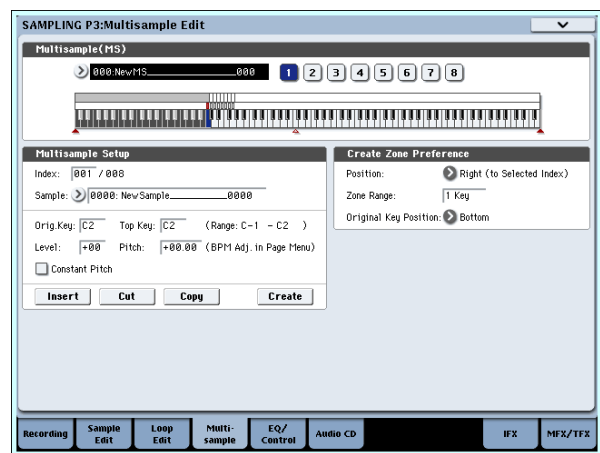 SAMPLING P3:Multisample Edit
Multisample(MS)
000:NewMS________________000
1 2 3 4 5 6 7 8
Multisample Setup
Index: 001 /008
Sample: 0000: NewSample____________0000
Orig.Key: C2 Top Key: C2 (Range: C-1 - C2 )
Level: +00 Pitch: +00.00 (BPM Adj. in Page Menu)
Constant Pitch
Insert Cut Copy Create
Create Zone Preference
Position: Right (to Selected Index)
Zone Range: 1 Key
Original Key Position: Bottom
Recording
Sample Edit
Loop Edit
Multi-sample
EQ/Control
Audio CD
IFX
MFX/TFX